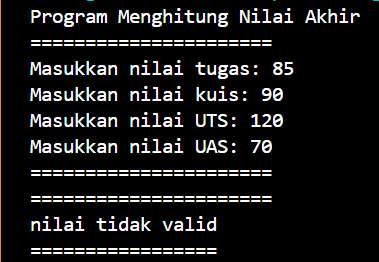 Program Menghitung Nilai Akhir
======================
Masukkan nilai tugas: 85
Masukkan nilai kuis: 90
Masukkan nilai UTS: 120
Masukkan nilai UAS: 70
======================
======================
nilai tidak valid
=================